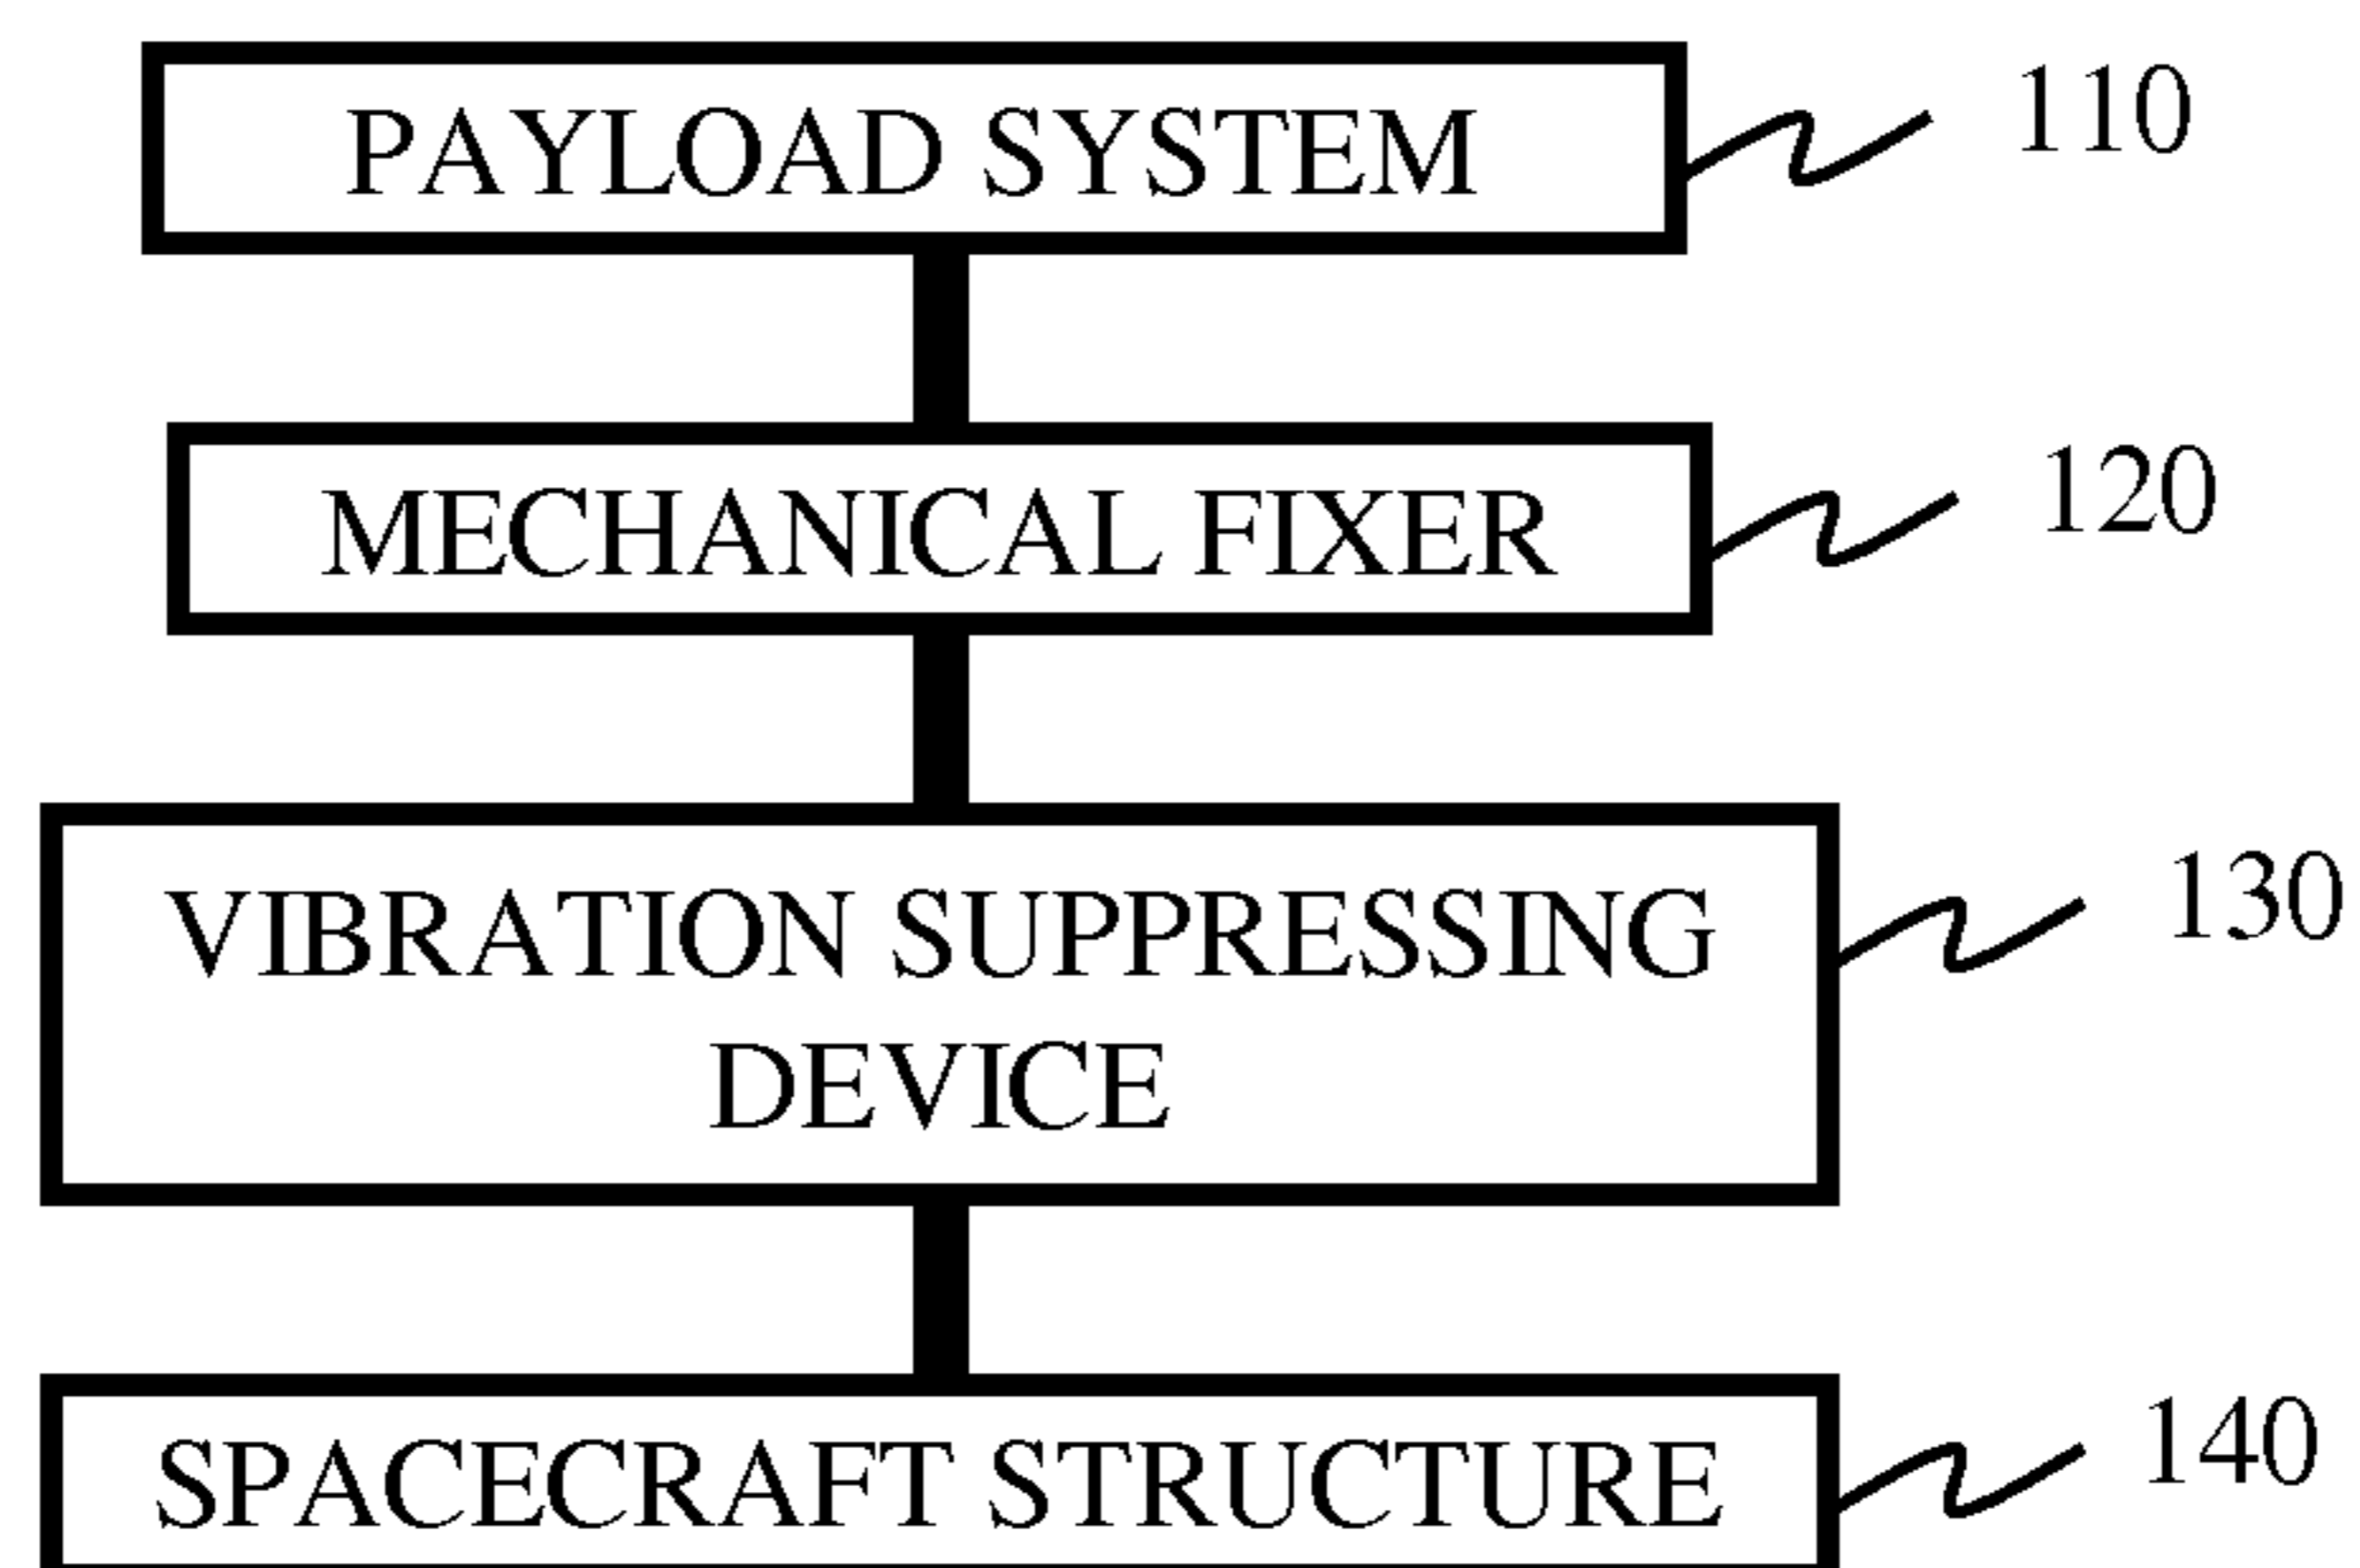 PAYLOAD SYSTEM 110
MECHANICAL FIXER 120
VIBRATION SUPPRESSING 130
DEVICE
SPACECRAFT STRUCTURE 140